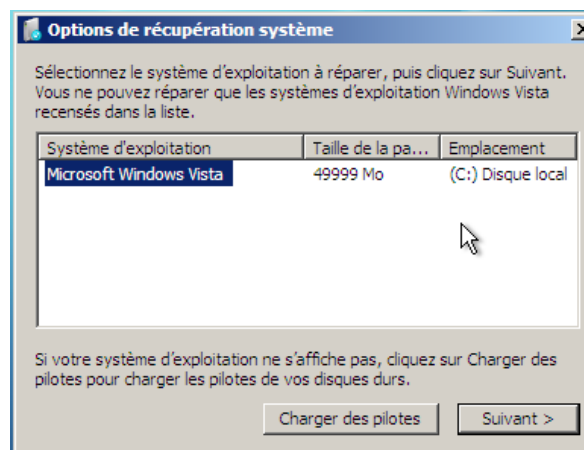 Options de récupération système
Sélectionnez le système d'exploitation à réparer, puis cliquez sur Suivant.
Vous ne pouvez réparer que les systèmes d'exploitation Windows Vista
recensés dans la liste.
Système d'exploitation Taille de la pa... Emplacement
Microsoft Windows Vista 49999 Mo (C:) Disque local
Si votre système d'exploitation ne s'affiche pas, cliquez sur Charger des
pilotes pour charger les pilotes de vos disques durs.
Charger des pilotes Suivant >